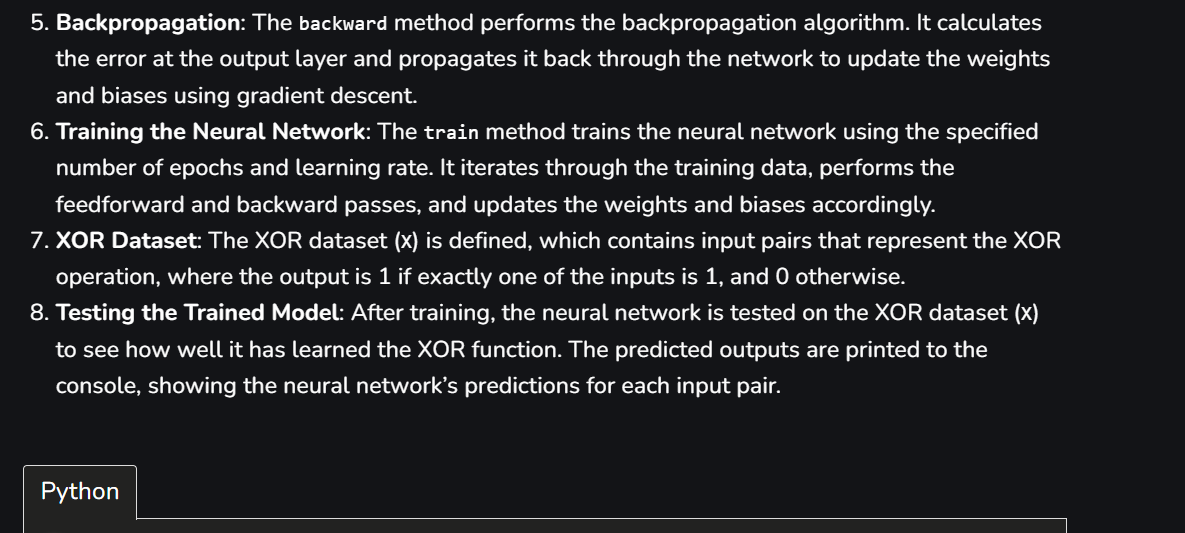 5. Backpropagation: The backward method performs the backpropagation algorithm. It calculates
the error at the output layer and propagates it back through the network to update the weights
and biases using gradient descent.
6. Training the Neural Network: The train method trains the neural network using the specified
number of epochs and learning rate. It iterates through the training data, performs the
feedforward and backward passes, and updates the weights and biases accordingly.
7. XOR Dataset: The XOR dataset (x) is defined, which contains input pairs that represent the XOR
operation, where the output is 1 if exactly one of the inputs is 1, and 0 otherwise.
8. Testing the Trained Model: After training, the neural network is tested on the XOR dataset (x)
to see how well it has learned the XOR function. The predicted outputs are printed to the
console, showing the neural network’s predictions for each input pair.
Python